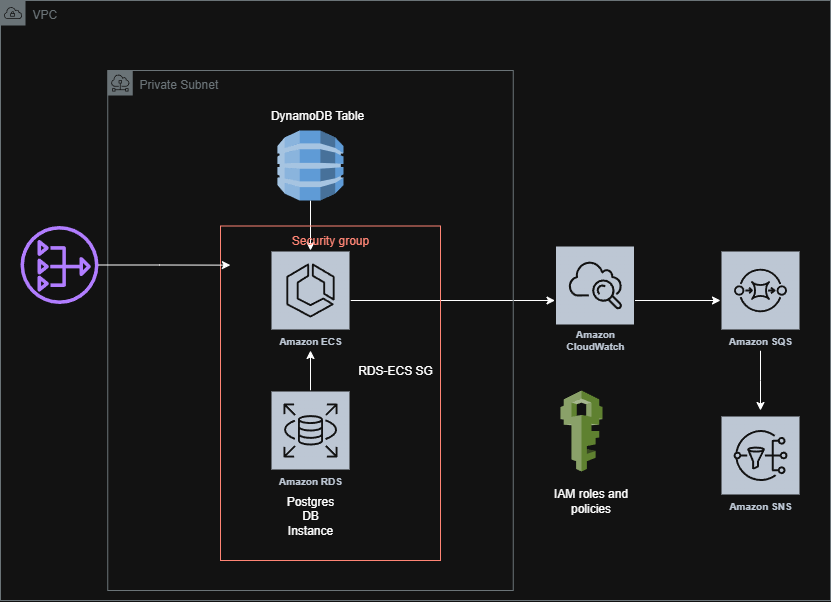 VPC
Private Subnet
DynamoDB Table
Security group
Amazon ECS
Amazon
CloudWatch
Amazon SQS
RDS-ECS SG
Amazon RDS
Postgres
DB
Instance
IAM roles and
policies
Amazon SNS